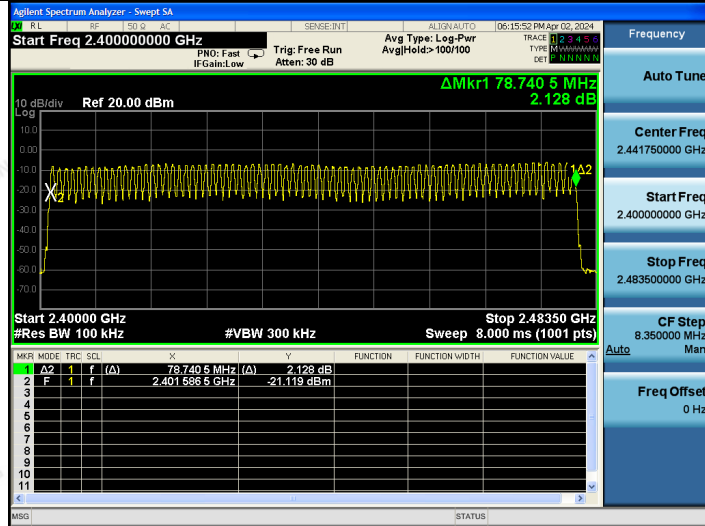 Agilent Spectrum Analyzer - Swept SA
LXI RL RF 50 Ω AC SENSE:INT ALIGN AUTO 06:15:52 PM Apr 02, 2024
Start Freq 2.400000000 GHz
PNO: Fast
IFGain:Low
Trig: Free Run
Atten: 30 dB
Avg Type: Log-Pwr
Avg|Hold:>100/100
TRACE 1 2 3 4 5 6
TYPE M WWWWW
DET P N N N N N
ΔMkr1 78.740 5 MHz
2.128 dB
10 dB/div Ref 20.00 dBm
Log
10.0
0.00
-10.0
-20.0
-30.0
-40.0
-50.0
-60.0
-70.0
1Δ2
2
Start 2.40000 GHz Stop 2.48350 GHz
#Res BW 100 kHz #VBW 300 kHz Sweep 8.000 ms (1001 pts)
MKR MODE TRC SCL X Y FUNCTION FUNCTION WIDTH FUNCTION VALUE
1 Δ2 1 f (Δ) 78.740 5 MHz (Δ) 2.128 dB
2 F 1 f 2.401 586 5 GHz -21.119 dBm
3
4
5
6
7
8
9
10
11
MSG STATUS
Frequency
Auto Tune
Center Freq
2.441750000 GHz
Start Freq
2.400000000 GHz
Stop Freq
2.483500000 GHz
CF Step
8.350000 MHz
Auto Man
Freq Offset
0 Hz